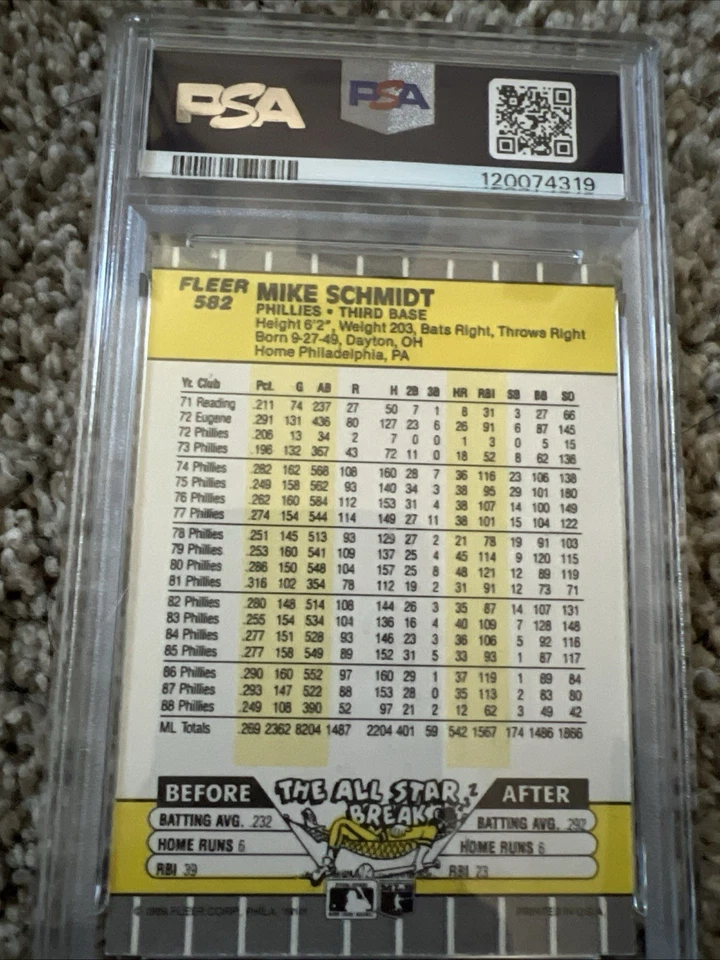 PSA PSA
120074319
FLEER
582
MIKE SCHMIDT
PHILLIES • THIRD BASE
Height 6'2", Weight 203, Bats Right, Throws Right
Born 9-27-49, Dayton, OH
Home Philadelphia, PA
Yr. Club Pct. G AB R H 2B 3B HR RBI SB BB SO
71 Reading .211 74 237 27 50 7 1 8 31 3 27 66
72 Eugene .291 131 436 80 127 23 6 26 91 6 87 145
72 Phillies .206 13 34 2 7 0 0 1 3 0 5 15
73 Phillies .196 132 367 43 72 11 0 18 52 8 62 136
74 Phillies .282 162 568 108 160 28 7 36 116 23 106 138
75 Phillies .249 158 562 93 140 34 3 38 95 29 101 180
76 Phillies .262 160 584 112 153 31 4 38 107 14 100 149
77 Phillies .274 154 544 114 149 27 11 38 101 15 104 122
78 Phillies .251 145 513 93 129 27 2 21 78 19 91 103
79 Phillies .253 160 541 109 137 25 4 45 114 9 120 115
80 Phillies .286 150 548 104 157 25 8 48 121 12 89 119
81 Phillies .316 102 354 78 112 19 2 31 91 12 73 71
82 Phillies .280 148 514 108 144 26 3 35 87 14 107 131
83 Phillies .255 154 534 104 136 16 4 40 109 7 128 148
84 Phillies .277 151 528 93 146 23 3 36 106 5 92 116
85 Phillies .277 158 549 89 152 31 5 33 93 1 87 117
86 Phillies .290 160 552 97 160 29 1 37 119 1 89 84
87 Phillies .293 147 522 88 153 28 0 35 113 2 83 80
88 Phillies .249 108 390 52 97 21 2 12 62 3 49 42
ML Totals .269 2362 8204 1487 2204 401 59 542 1567 174 1486 1866
BEFORE THE ALL STAR BREAK AFTER
BATTING AVG. .232 BATTING AVG. .292
HOME RUNS 6 HOME RUNS 6
RBI 39 RBI 23
© 1989 FLEER CORP., PHILA., PRINTED IN U.S.A.